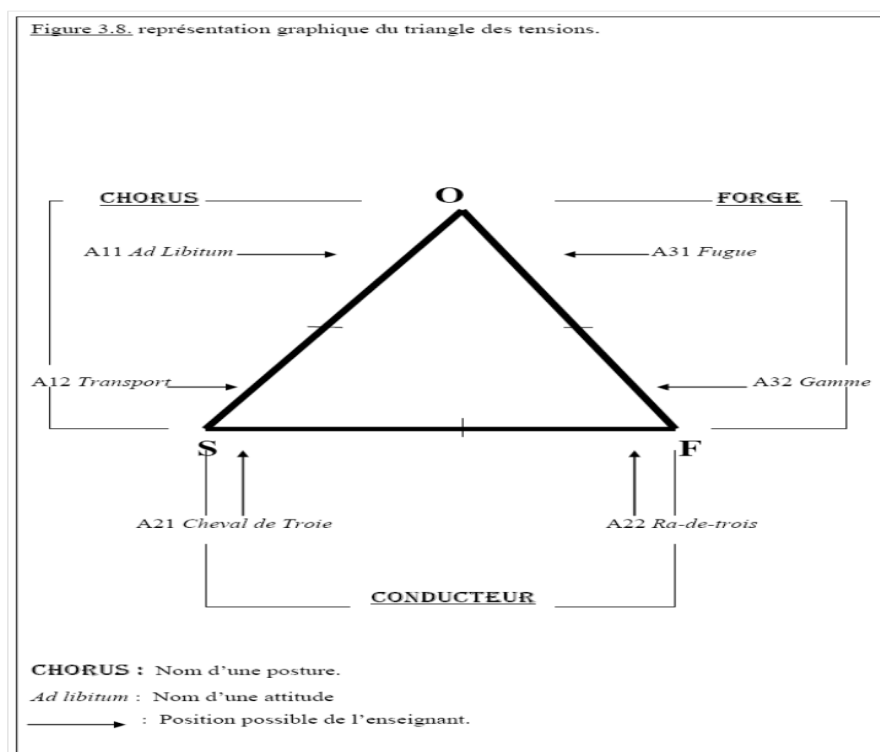 Figure 3.8. représentation graphique du triangle des tensions.
CHORUS
O
FORGE
A11 Ad Libitum
A31 Fugue
A12 Transport
A32 Gamme
S
F
A21 Cheval de Troie
A22 Ra-de-trois
CONDUCTEUR
CHORUS : Nom d'une posture.
Ad libitum : Nom d'une attitude
: Position possible de l'enseignant.